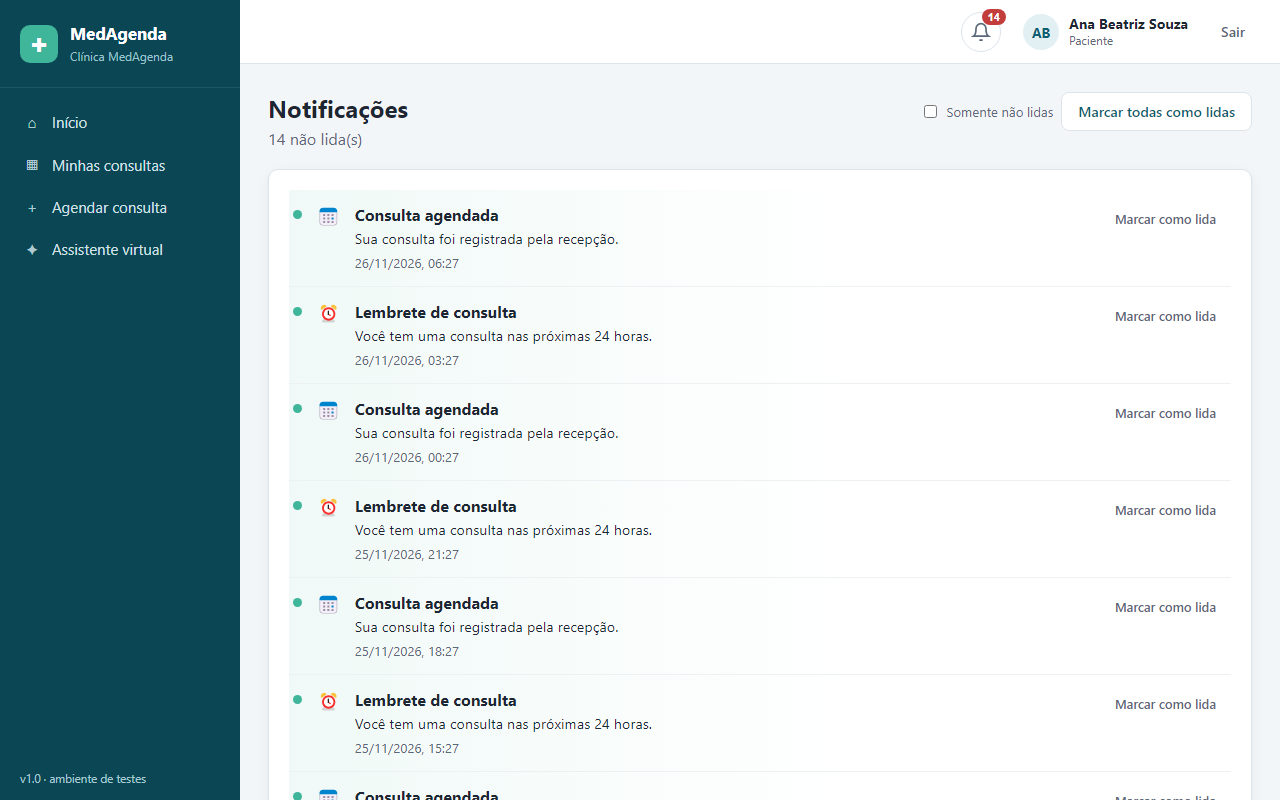 MedAgenda
Clínica MedAgenda
Início
Minhas consultas
Agendar consulta
Assistente virtual
v1.0 · ambiente de testes
14
AB
Ana Beatriz Souza
Paciente
Sair
Notificações
14 não lida(s)
Somente não lidas
Marcar todas como lidas
Consulta agendada
Marcar como lida
Sua consulta foi registrada pela recepção.
26/11/2026, 06:27
Lembrete de consulta
Marcar como lida
Você tem uma consulta nas próximas 24 horas.
26/11/2026, 03:27
Consulta agendada
Marcar como lida
Sua consulta foi registrada pela recepção.
26/11/2026, 00:27
Lembrete de consulta
Marcar como lida
Você tem uma consulta nas próximas 24 horas.
25/11/2026, 21:27
Consulta agendada
Marcar como lida
Sua consulta foi registrada pela recepção.
25/11/2026, 18:27
Lembrete de consulta
Marcar como lida
Você tem uma consulta nas próximas 24 horas.
25/11/2026, 15:27
Consulta agendada
Marcar como lida